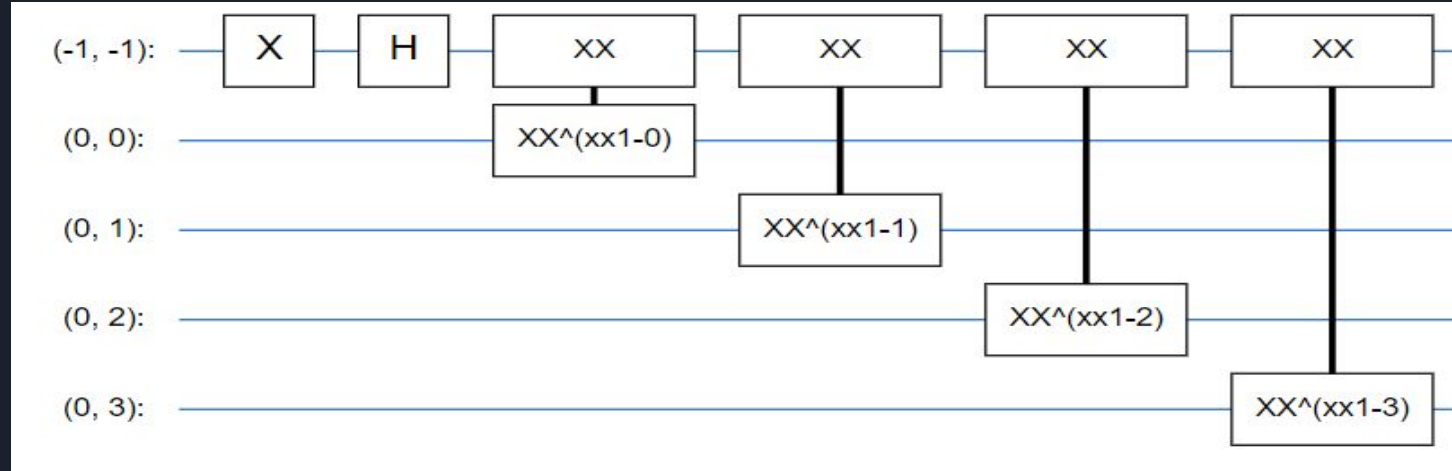 (-1, -1): X H XX XX XX XX
(0, 0): XX^(xx1-0)
(0, 1): XX^(xx1-1)
(0, 2): XX^(xx1-2)
(0, 3): XX^(xx1-3)